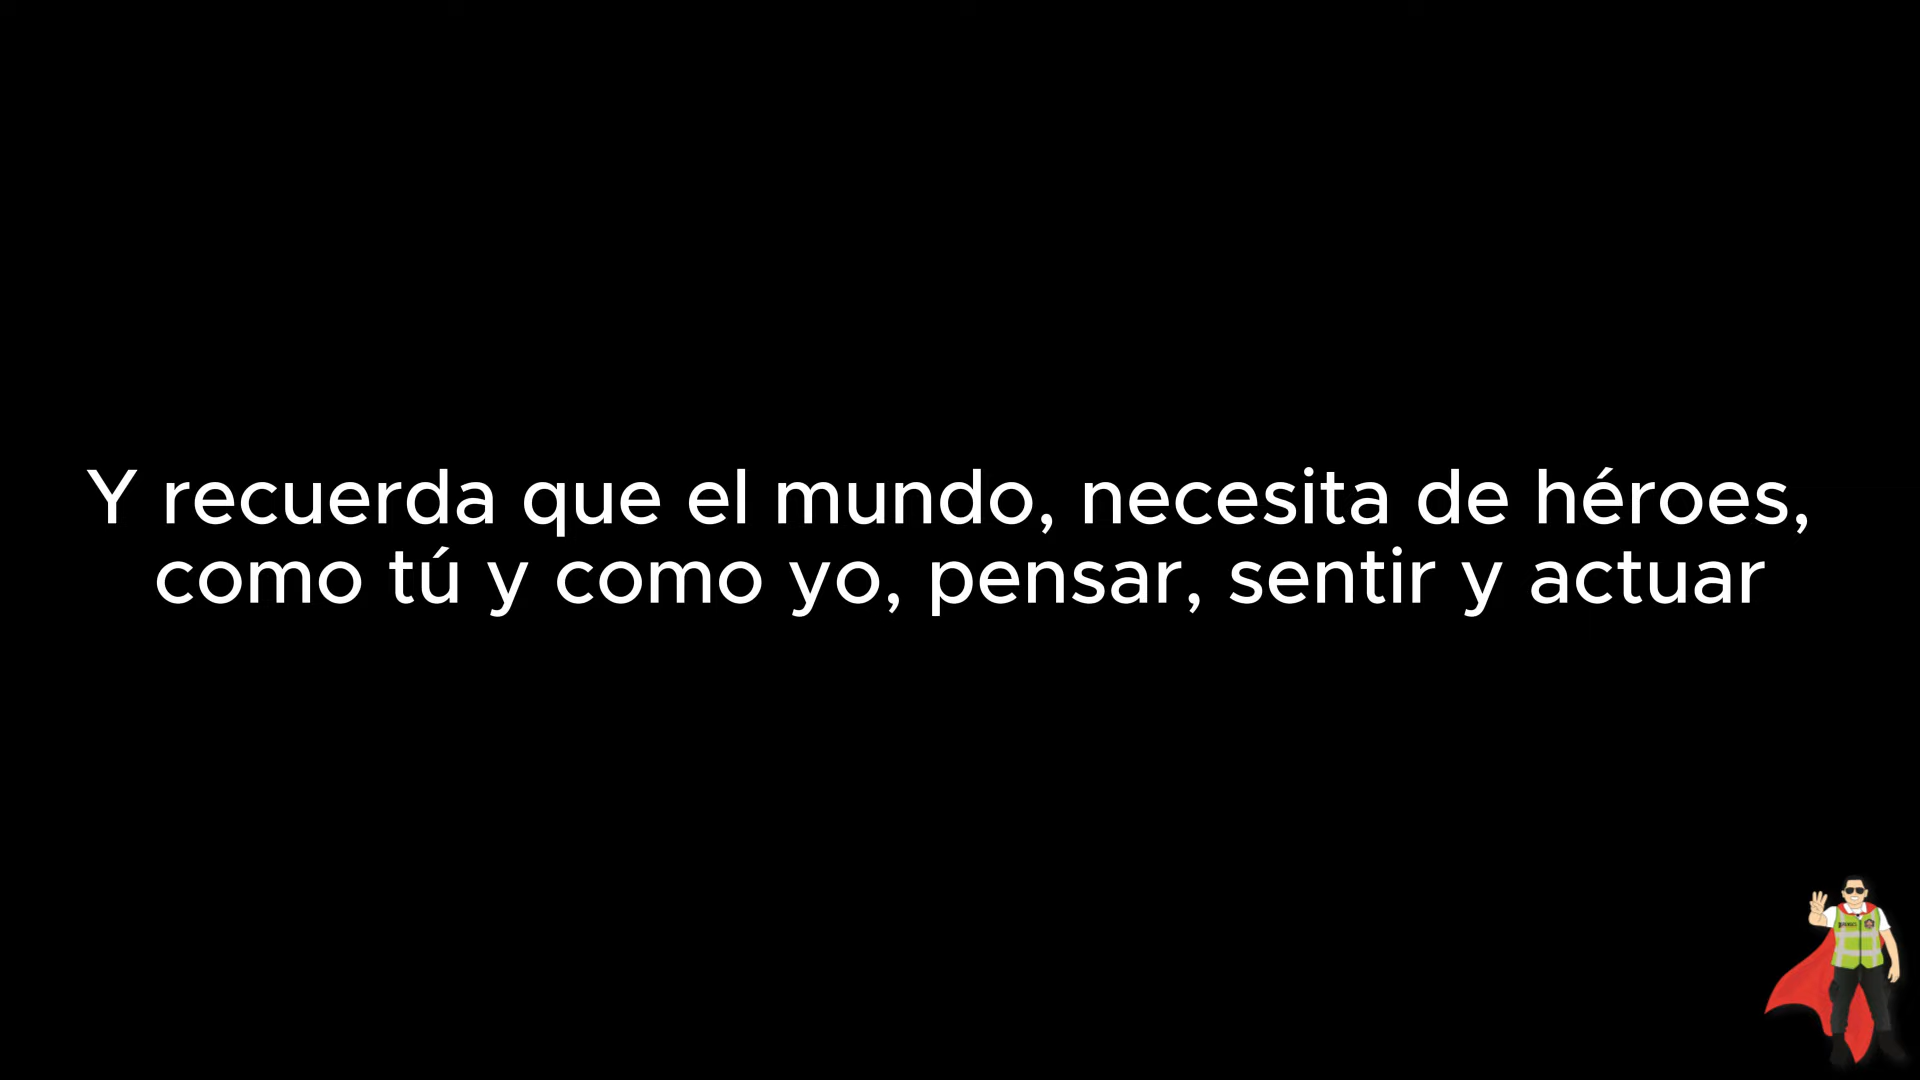 Y recuerda que el mundo, necesita de héroes,
como tú y como yo, pensar, sentir y actuar